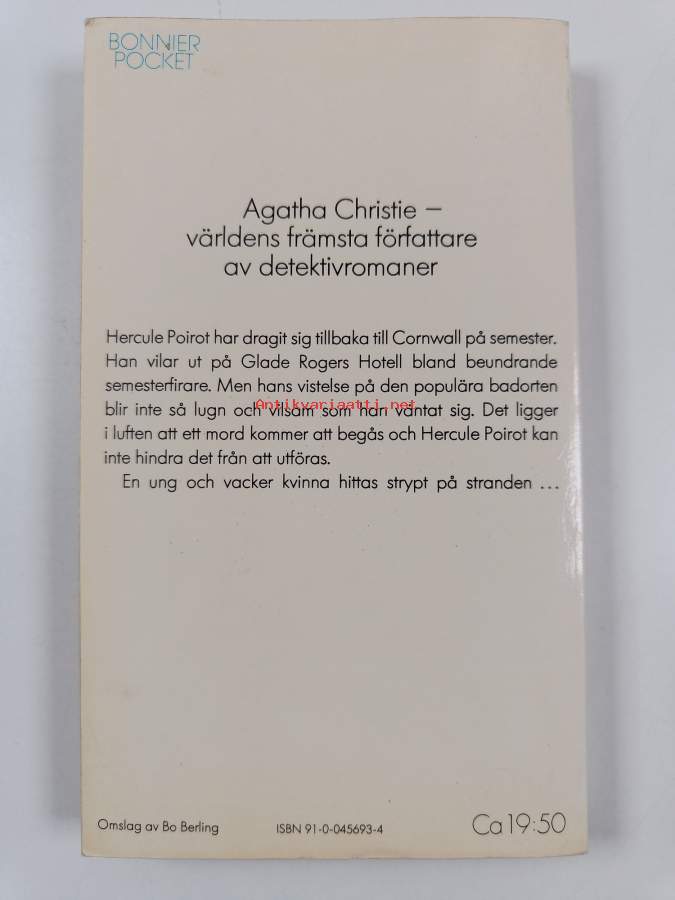 BONNIER
POCKET
Agatha Christie –
världens främsta författare
av detektivromaner
Hercule Poirot har dragit sig tillbaka till Cornwall på semester.
Han vilar ut på Glade Rogers Hotell bland beundrande
semesterfirare. Men hans vistelse på den populära badorten
blir inte så lugn och vilsam som han väntat sig. Det ligger
Antikvariaatti.net
i luften att ett mord kommer att begås och Hercule Poirot kan
inte hindra det från att utföras.
En ung och vacker kvinna hittas strypt på stranden ...
Omslag av Bo Berling
ISBN 91-0-045693-4
Ca 19:50